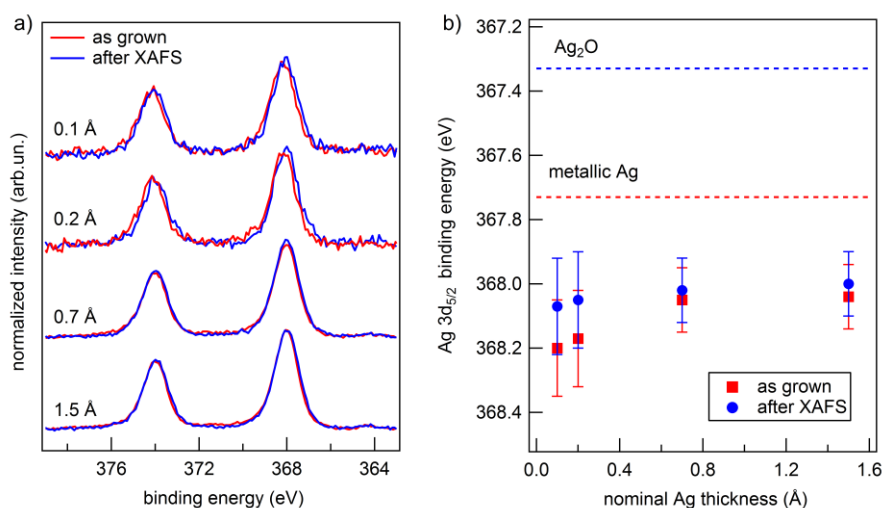 a)
as grown
after XAFS
0.1 Å
0.2 Å
0.7 Å
1.5 Å
normalized intensity (arb.un.)
376
372
368
364
binding energy (eV)
b)
367.2
367.4
367.6
367.8
368.0
368.2
368.4
Ag 3d5/2 binding energy (eV)
Ag2O
metallic Ag
as grown
after XAFS
0.0
0.4
0.8
1.2
1.6
nominal Ag thickness (Å)